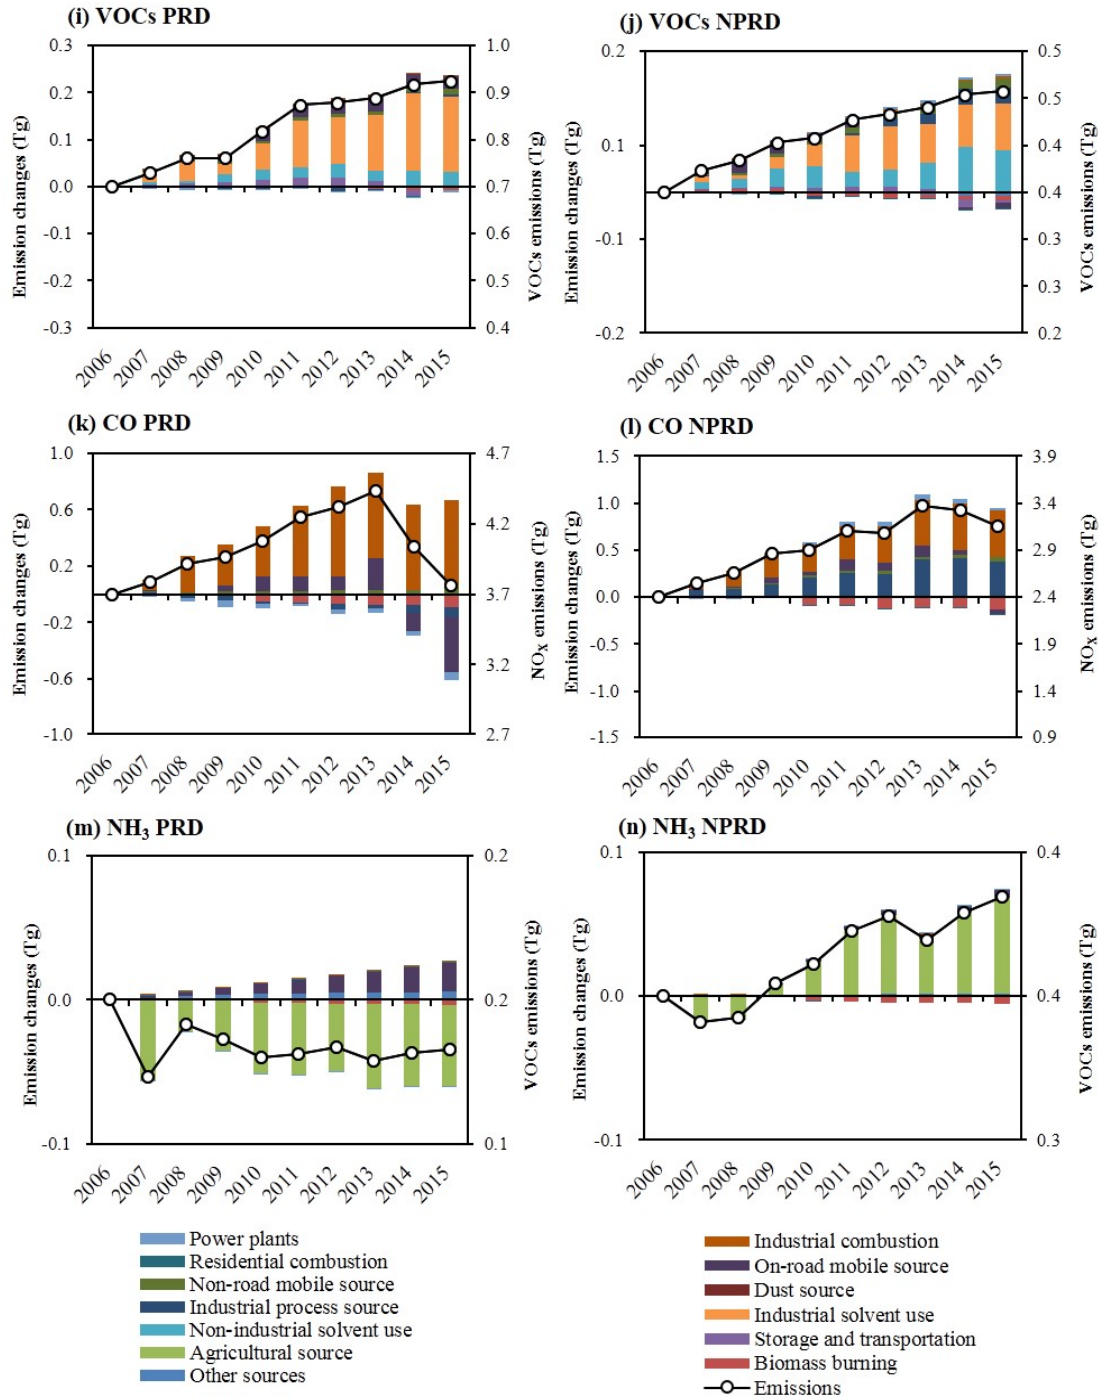 (i) VOCs PRD
0.3
0.2
0.1
0.0
-0.1
-0.2
-0.3
Emission changes (Tg)
1.0
0.9
0.8
0.7
0.6
0.5
0.4
VOCs emissions (Tg)
2006 2007 2008 2009 2010 2011 2012 2013 2014 2015
(j) VOCs NPRD
0.2
0.1
-0.1
-0.2
Emission changes (Tg)
0.5
0.5
0.4
0.4
0.3
0.3
0.2
VOCs emissions (Tg)
2006 2007 2008 2009 2010 2011 2012 2013 2014 2015
(k) CO PRD
1.0
0.6
0.2
-0.2
-0.6
-1.0
Emission changes (Tg)
4.7
4.2
3.7
3.2
2.7
NOX emissions (Tg)
2006 2007 2008 2009 2010 2011 2012 2013 2014 2015
(l) CO NPRD
1.5
1.0
0.5
0.0
-0.5
-1.0
-1.5
Emission changes (Tg)
3.9
3.4
2.9
2.4
1.9
1.4
0.9
NOX emissions (Tg)
2006 2007 2008 2009 2010 2011 2012 2013 2014 2015
(m) NH3 PRD
0.1
0.0
-0.1
Emission changes (Tg)
0.2
0.2
0.1
VOCs emissions (Tg)
2006 2007 2008 2009 2010 2011 2012 2013 2014 2015
(n) NH3 NPRD
0.1
0.0
-0.1
Emission changes (Tg)
0.4
0.4
0.3
VOCs emissions (Tg)
2006 2007 2008 2009 2010 2011 2012 2013 2014 2015
Power plants
Residential combustion
Non-road mobile source
Industrial process source
Non-industrial solvent use
Agricultural source
Other sources
Industrial combustion
On-road mobile source
Dust source
Industrial solvent use
Storage and transportation
Biomass burning
Emissions